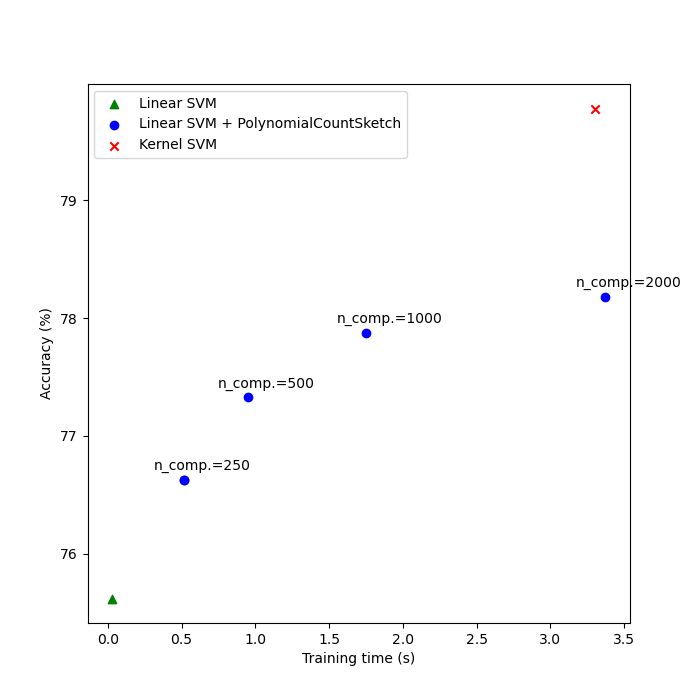 Linear SVM
Linear SVM + PolynomialCountSketch
Kernel SVM
79
n_comp.=2000
78
n_comp.=1000
n_comp.=500
77
n_comp.=250
76
Accuracy (%)
0.0 0.5 1.0 1.5 2.0 2.5 3.0 3.5
Training time (s)